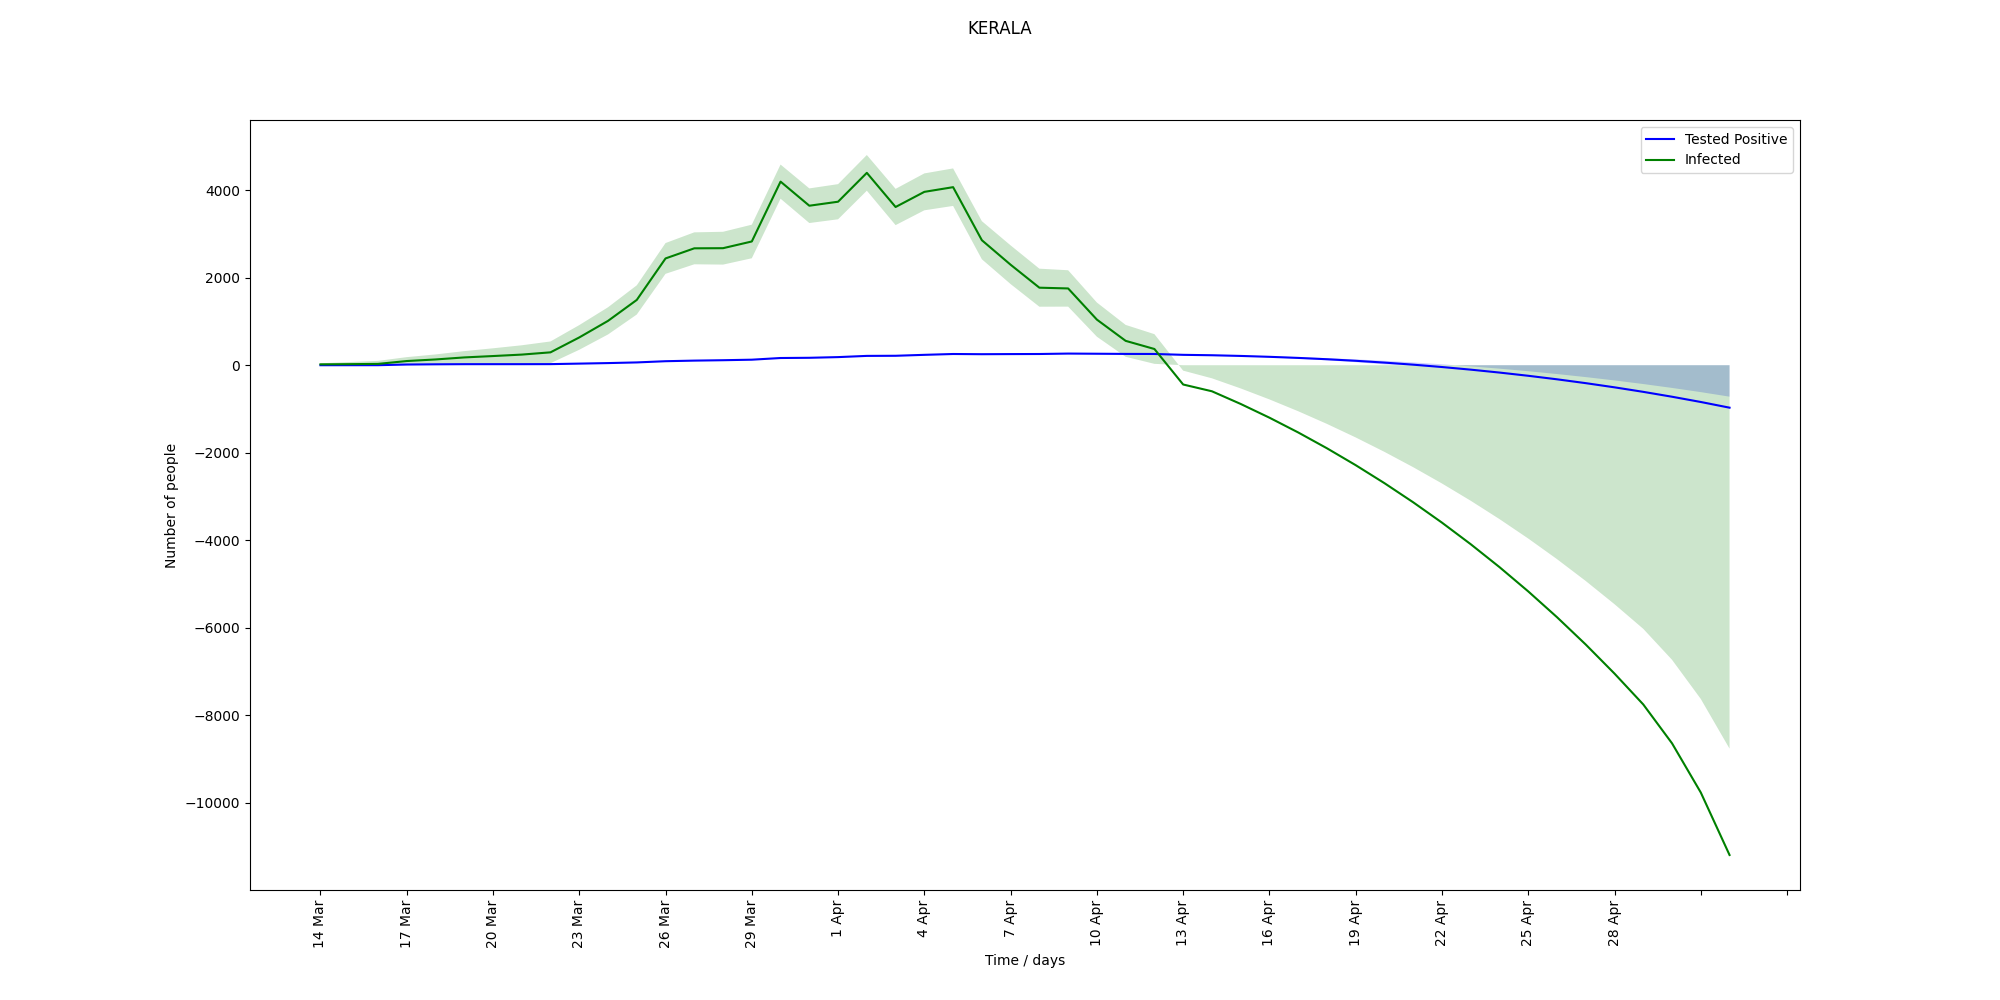 KERALA
Tested Positive
Infected
Number of people
4000
2000
0
−2000
−4000
−6000
−8000
−10000
14 Mar
17 Mar
20 Mar
23 Mar
26 Mar
29 Mar
1 Apr
4 Apr
7 Apr
10 Apr
13 Apr
16 Apr
19 Apr
22 Apr
25 Apr
28 Apr
Time / days